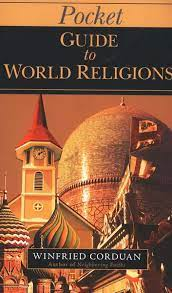 Pocket
GUIDE to
WORLD RELIGIONS
WINFRIED CORDUAN
Author of Neighboring Faiths